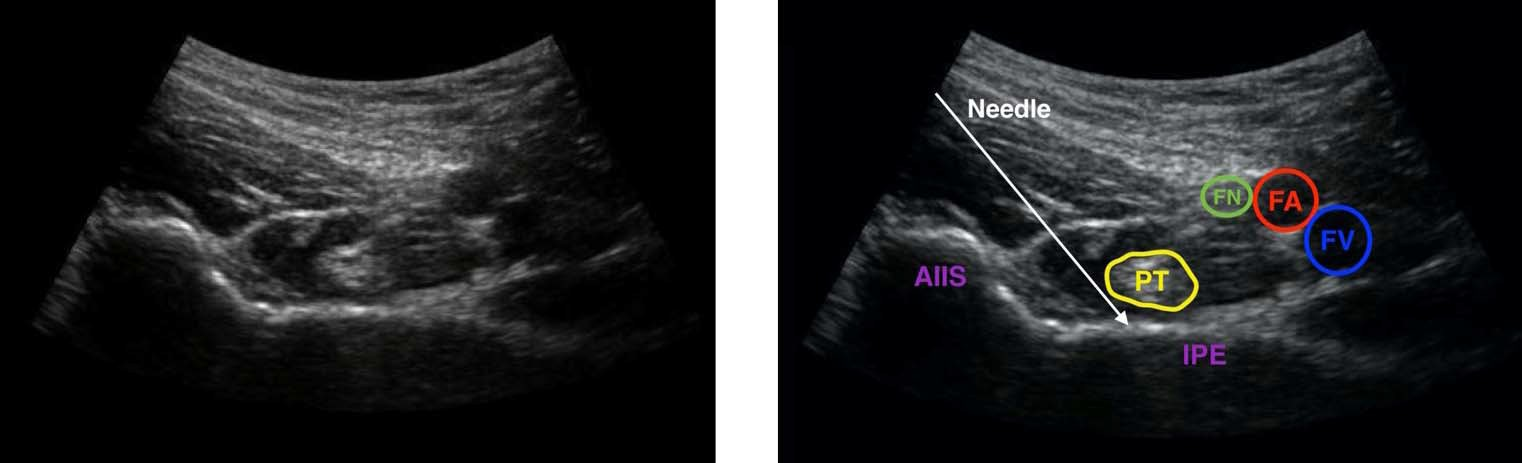 Needle
FN
FA
FV
AIIS
PT
IPE